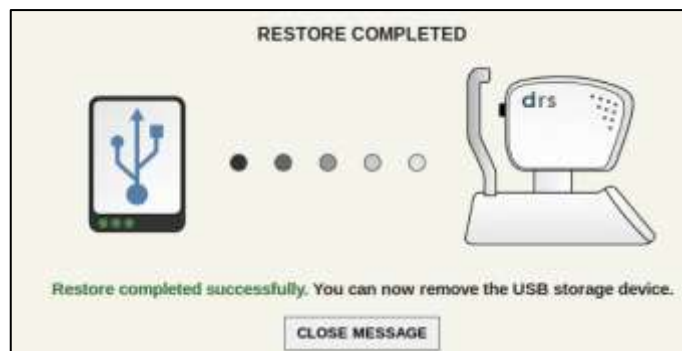 RESTORE COMPLETED
drs
Restore completed successfully. You can now remove the USB storage device.
CLOSE MESSAGE